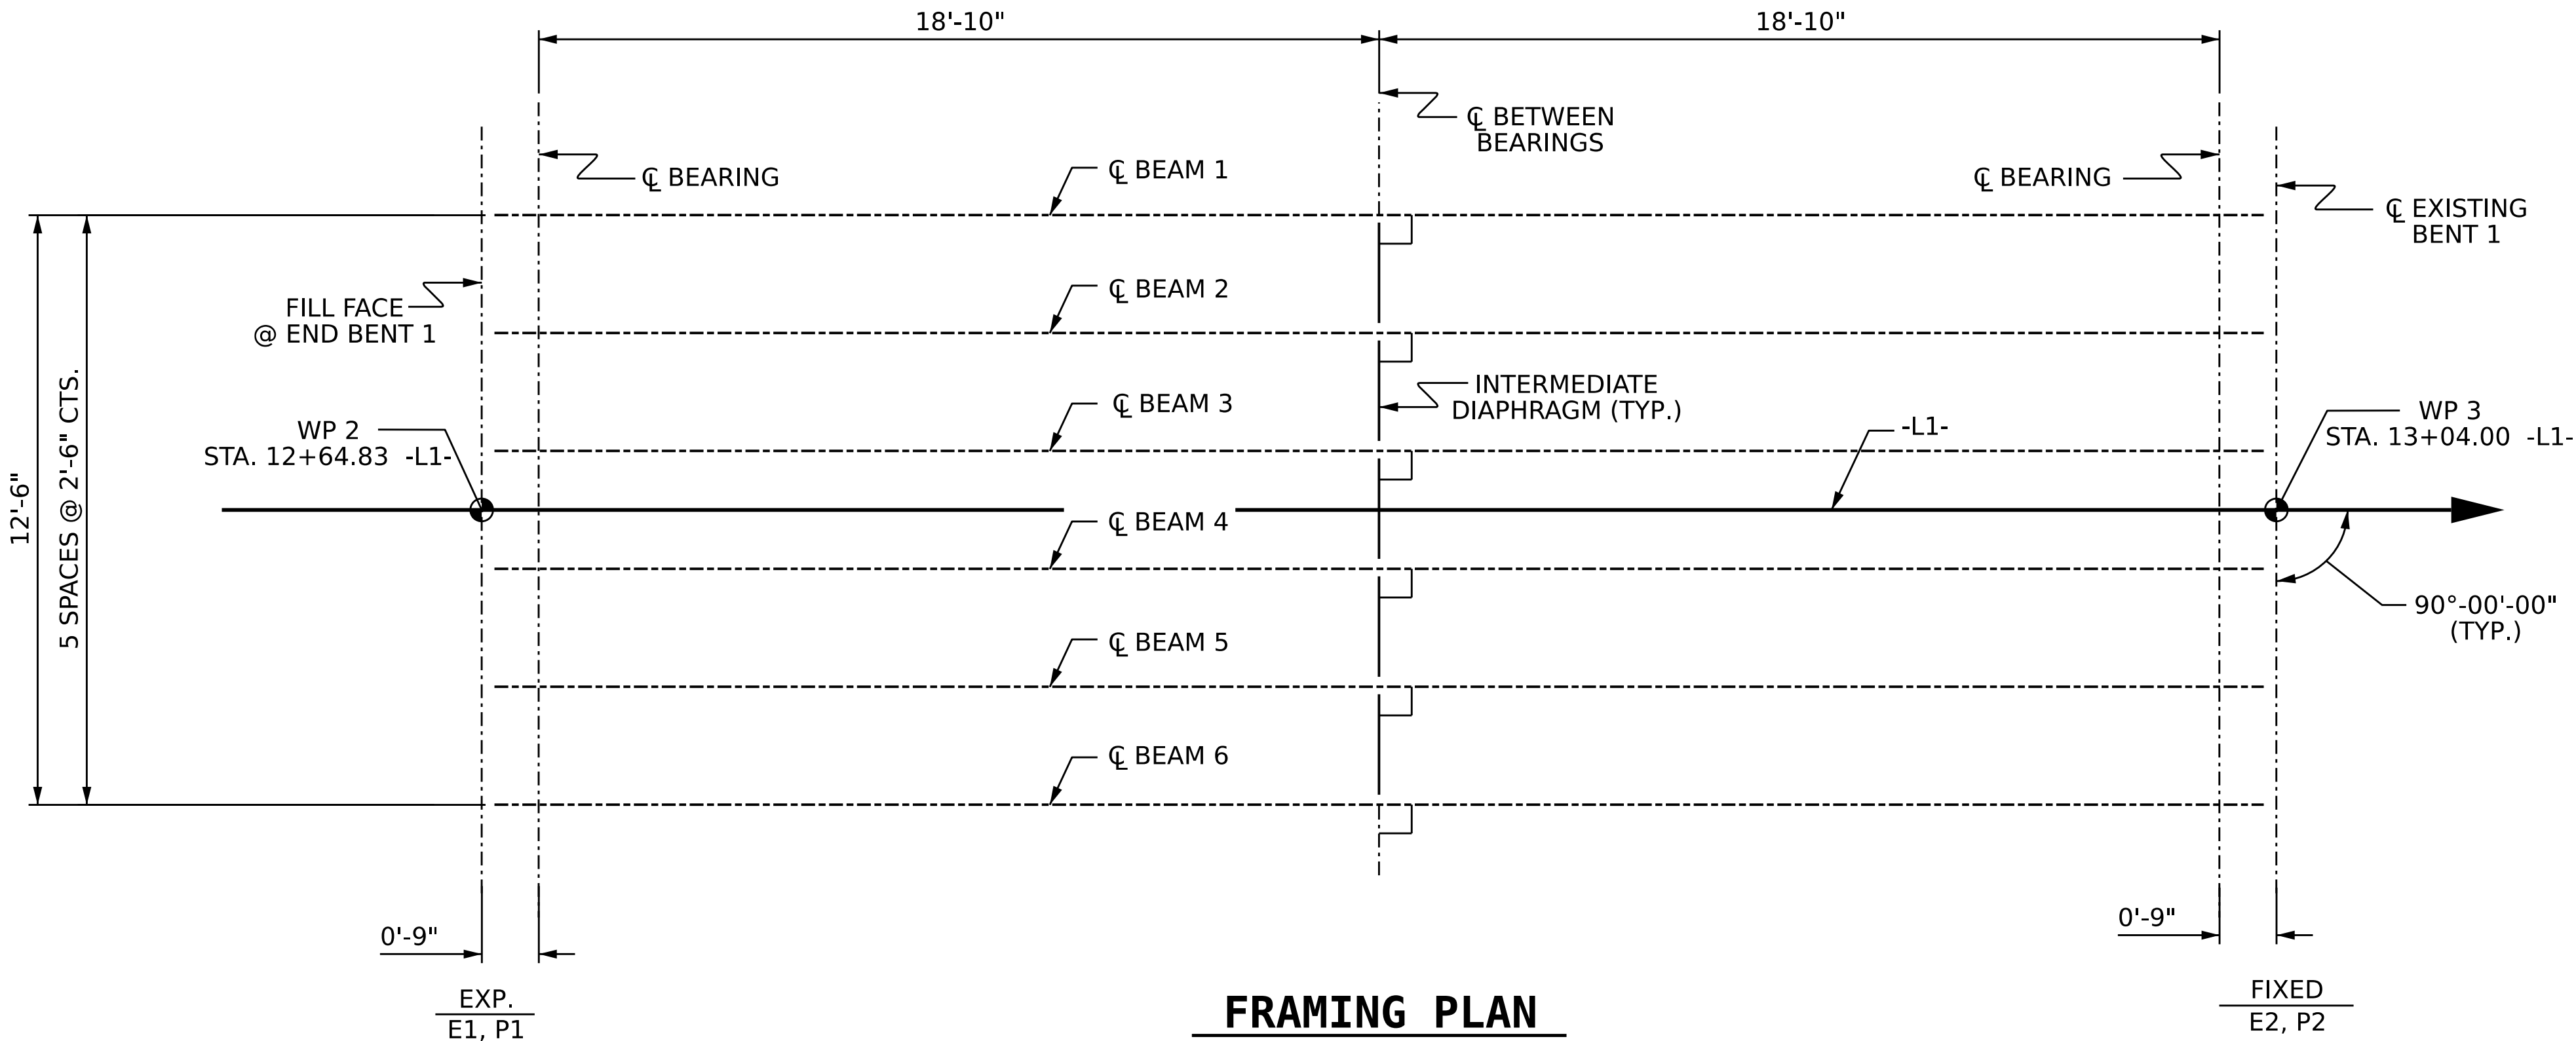 18'-10"
18'-10"
℄ BETWEEN
BEARINGS
℄ BEAM 1
℄ BEARING
℄ BEARING
℄ EXISTING
BENT 1
℄ BEAM 2
FILL FACE
@ END BENT 1
INTERMEDIATE
DIAPHRAGM (TYP.)
℄ BEAM 3
WP 2
STA. 12+64.83 -L1-
-L1-
WP 3
STA. 13+04.00 -L1-
12'-6"
5 SPACES @ 2'-6" CTS.
℄ BEAM 4
90°-00'-00"
(TYP.)
℄ BEAM 5
℄ BEAM 6
0'-9"
0'-9"
EXP.
E1, P1
FIXED
E2, P2
FRAMING PLAN